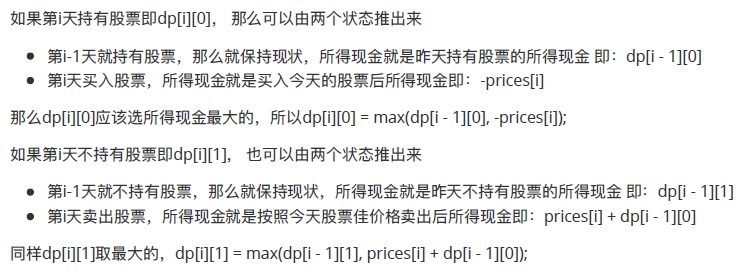 如果第i天持有股票即dp[i][0]， 那么可以由两个状态推出来
第i-1天就持有股票，那么就保持现状，所得现金就是昨天持有股票的所得现金 即：dp[i - 1][0]
第i天买入股票，所得现金就是买入今天的股票后所得现金即：-prices[i]
那么dp[i][0]应该选所得现金最大的，所以dp[i][0] = max(dp[i - 1][0], -prices[i]);
如果第i天不持有股票即dp[i][1]， 也可以由两个状态推出来
第i-1天就不持有股票，那么就保持现状，所得现金就是昨天不持有股票的所得现金 即：dp[i - 1][1]
第i天卖出股票，所得现金就是按照今天股票佳价格卖出后所得现金即：prices[i] + dp[i - 1][0]
同样dp[i][1]取最大的，dp[i][1] = max(dp[i - 1][1], prices[i] + dp[i - 1][0]);